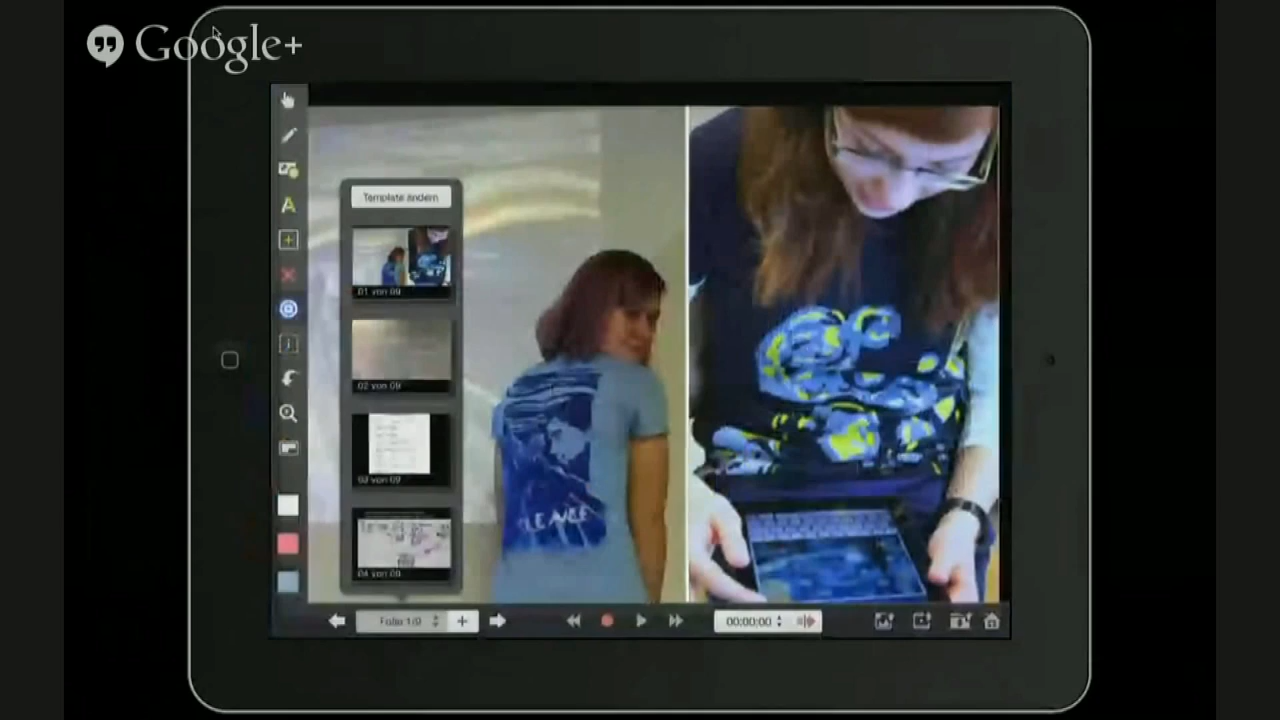 Google+
A
Template ändern
01 von 09
02 von 09
03 von 09
04 von 09
Folie 1/9
00:00:00